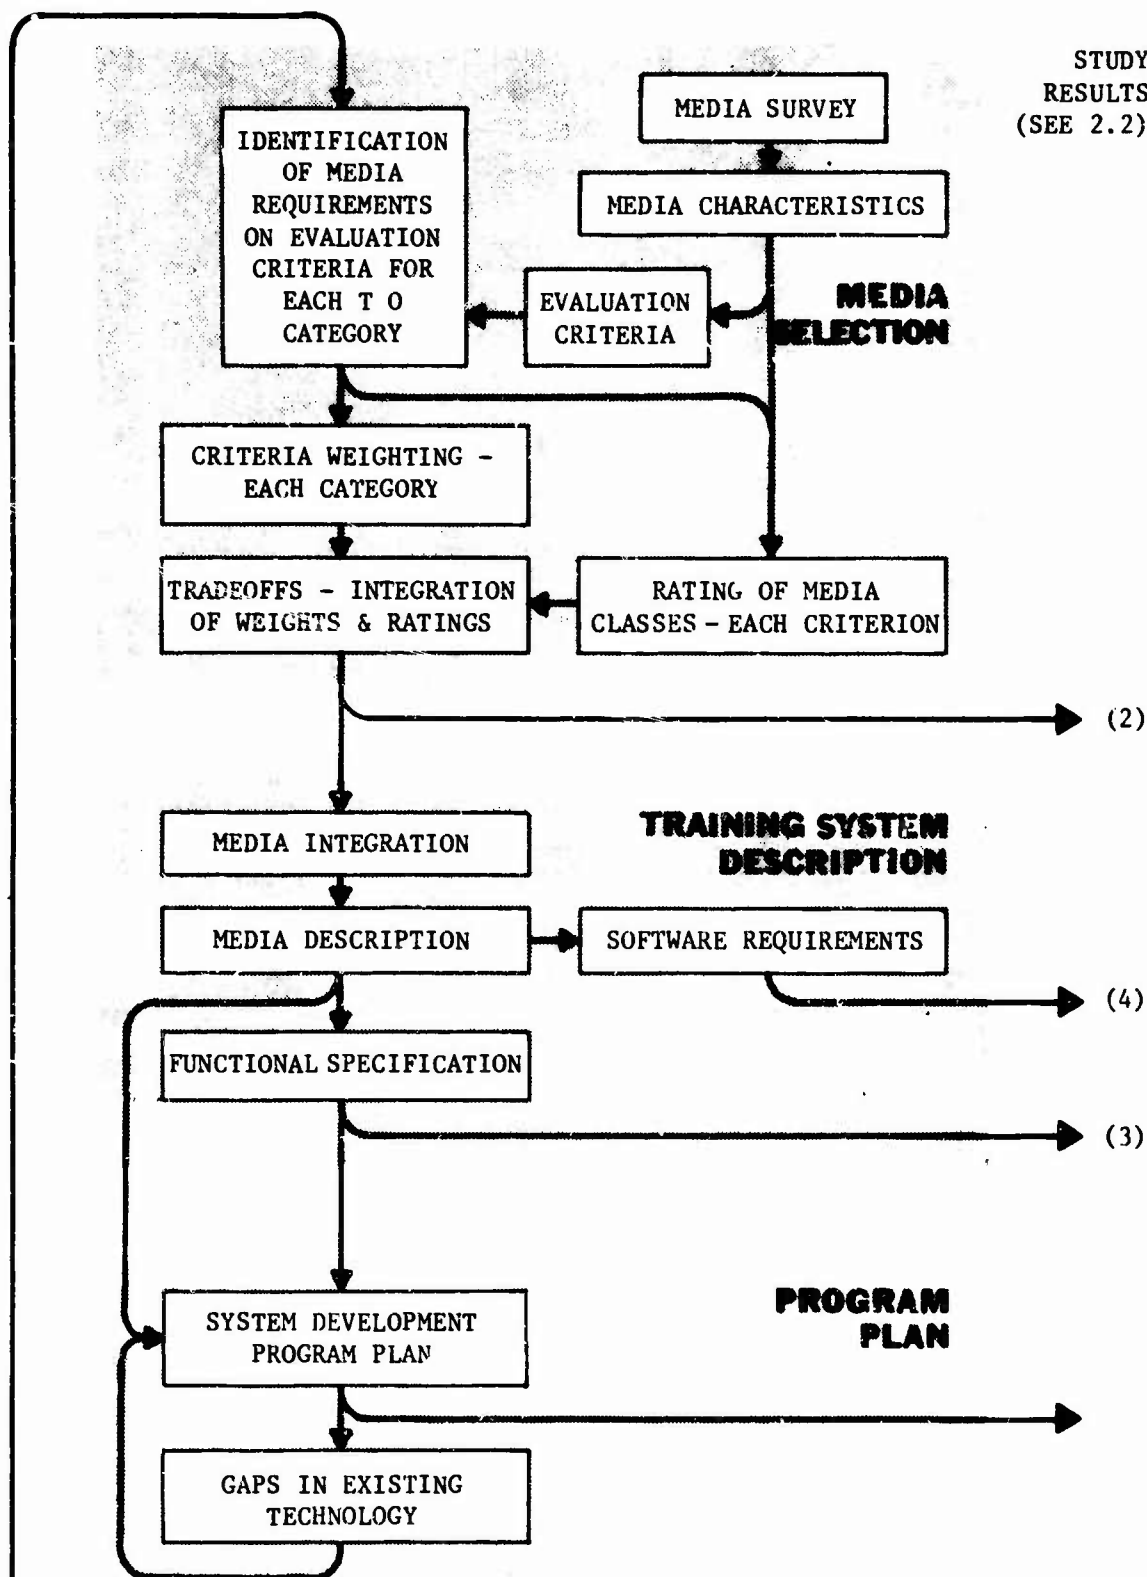 STUDY
RESULTS
(SEE 2.2)
MEDIA SURVEY
IDENTIFICATION
OF MEDIA
REQUIREMENTS
ON EVALUATION
CRITERIA FOR
EACH T O
CATEGORY
MEDIA CHARACTERISTICS
EVALUATION
CRITERIA
MEDIA
SELECTION
CRITERIA WEIGHTING -
EACH CATEGORY
TRADEOFFS - INTEGRATION
OF WEIGHTS & RATINGS
RATING OF MEDIA
CLASSES - EACH CRITERION
(2)
MEDIA INTEGRATION
TRAINING SYSTEM
DESCRIPTION
MEDIA DESCRIPTION
SOFTWARE REQUIREMENTS
(4)
FUNCTIONAL SPECIFICATION
(3)
SYSTEM DEVELOPMENT
PROGRAM PLAN
PROGRAM
PLAN
GAPS IN EXISTING
TECHNOLOGY